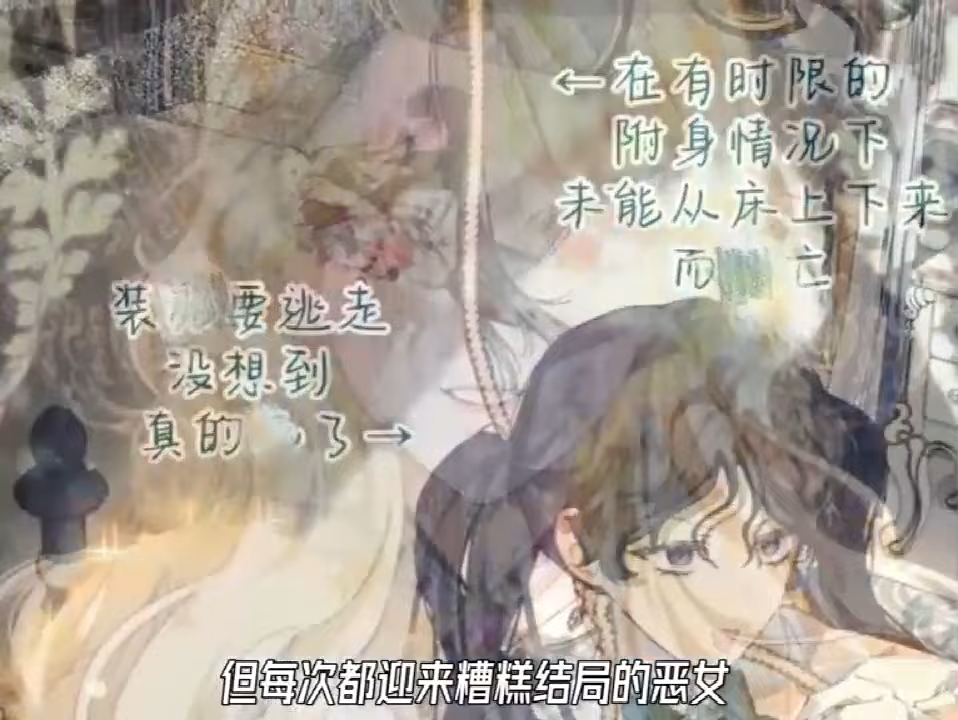 ←在有时限的
附身情况下
未能从床上下来
而 亡
装 要逃走
没想到
真的 了→
但每次都迎来糟糕结局的恶女